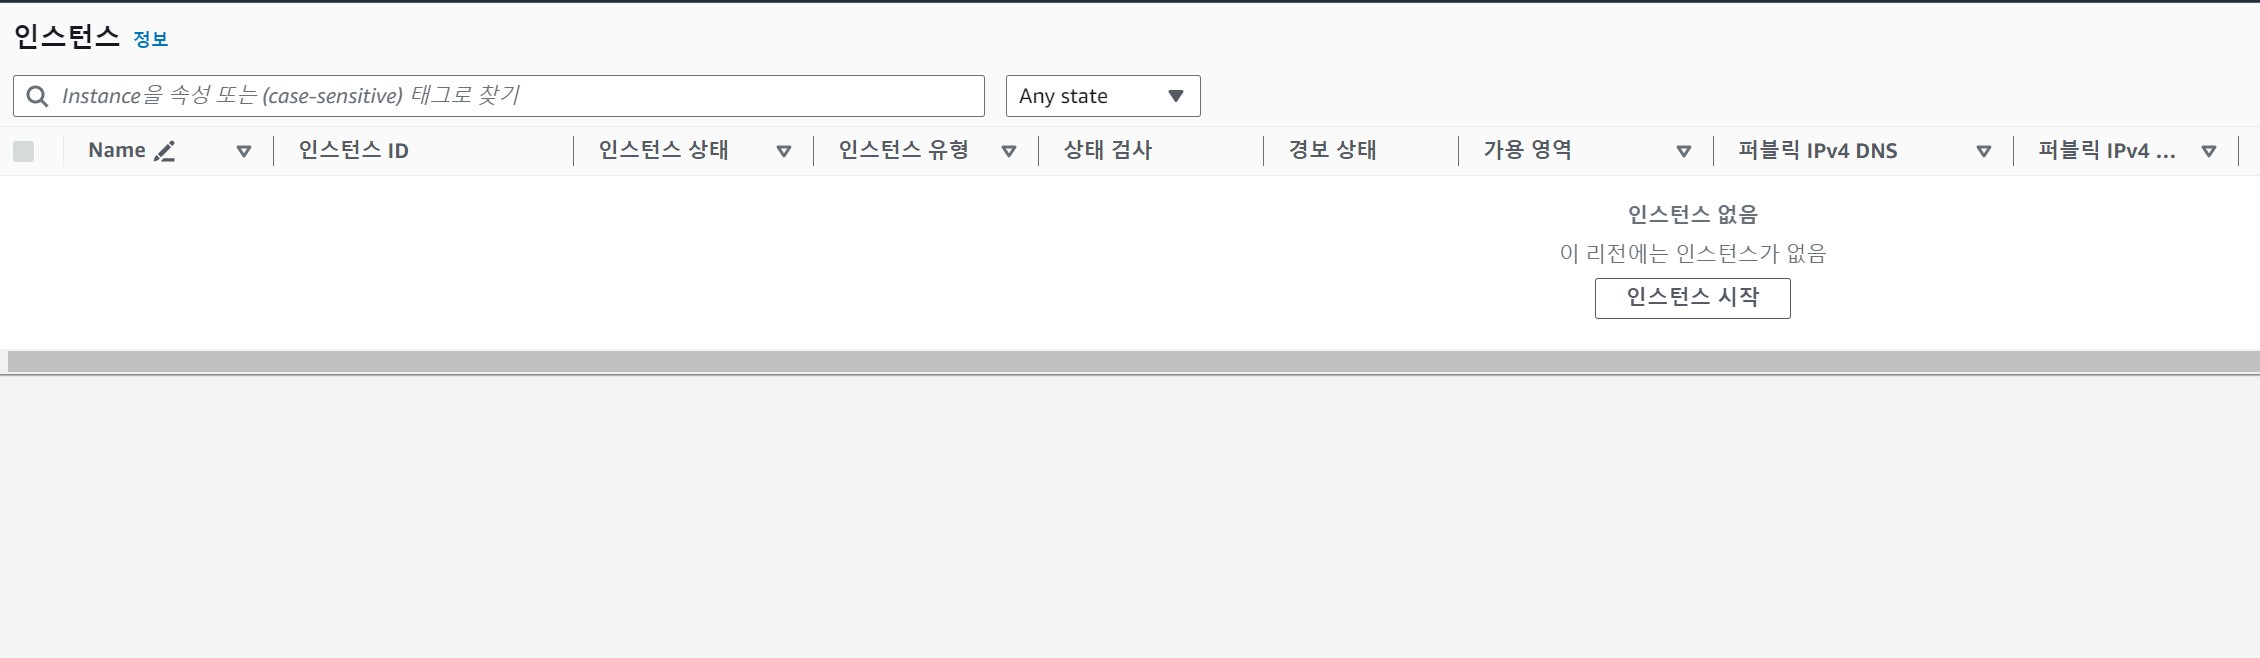 인스턴스 정보
Instance을 속성 또는 (case-sensitive) 태그로 찾기 Any state
Name 인스턴스 ID 인스턴스 상태 인스턴스 유형 상태 검사 경보 상태 가용 영역 퍼블릭 IPv4 DNS 퍼블릭 IPv4 ...
인스턴스 없음
이 리전에는 인스턴스가 없음
인스턴스 시작